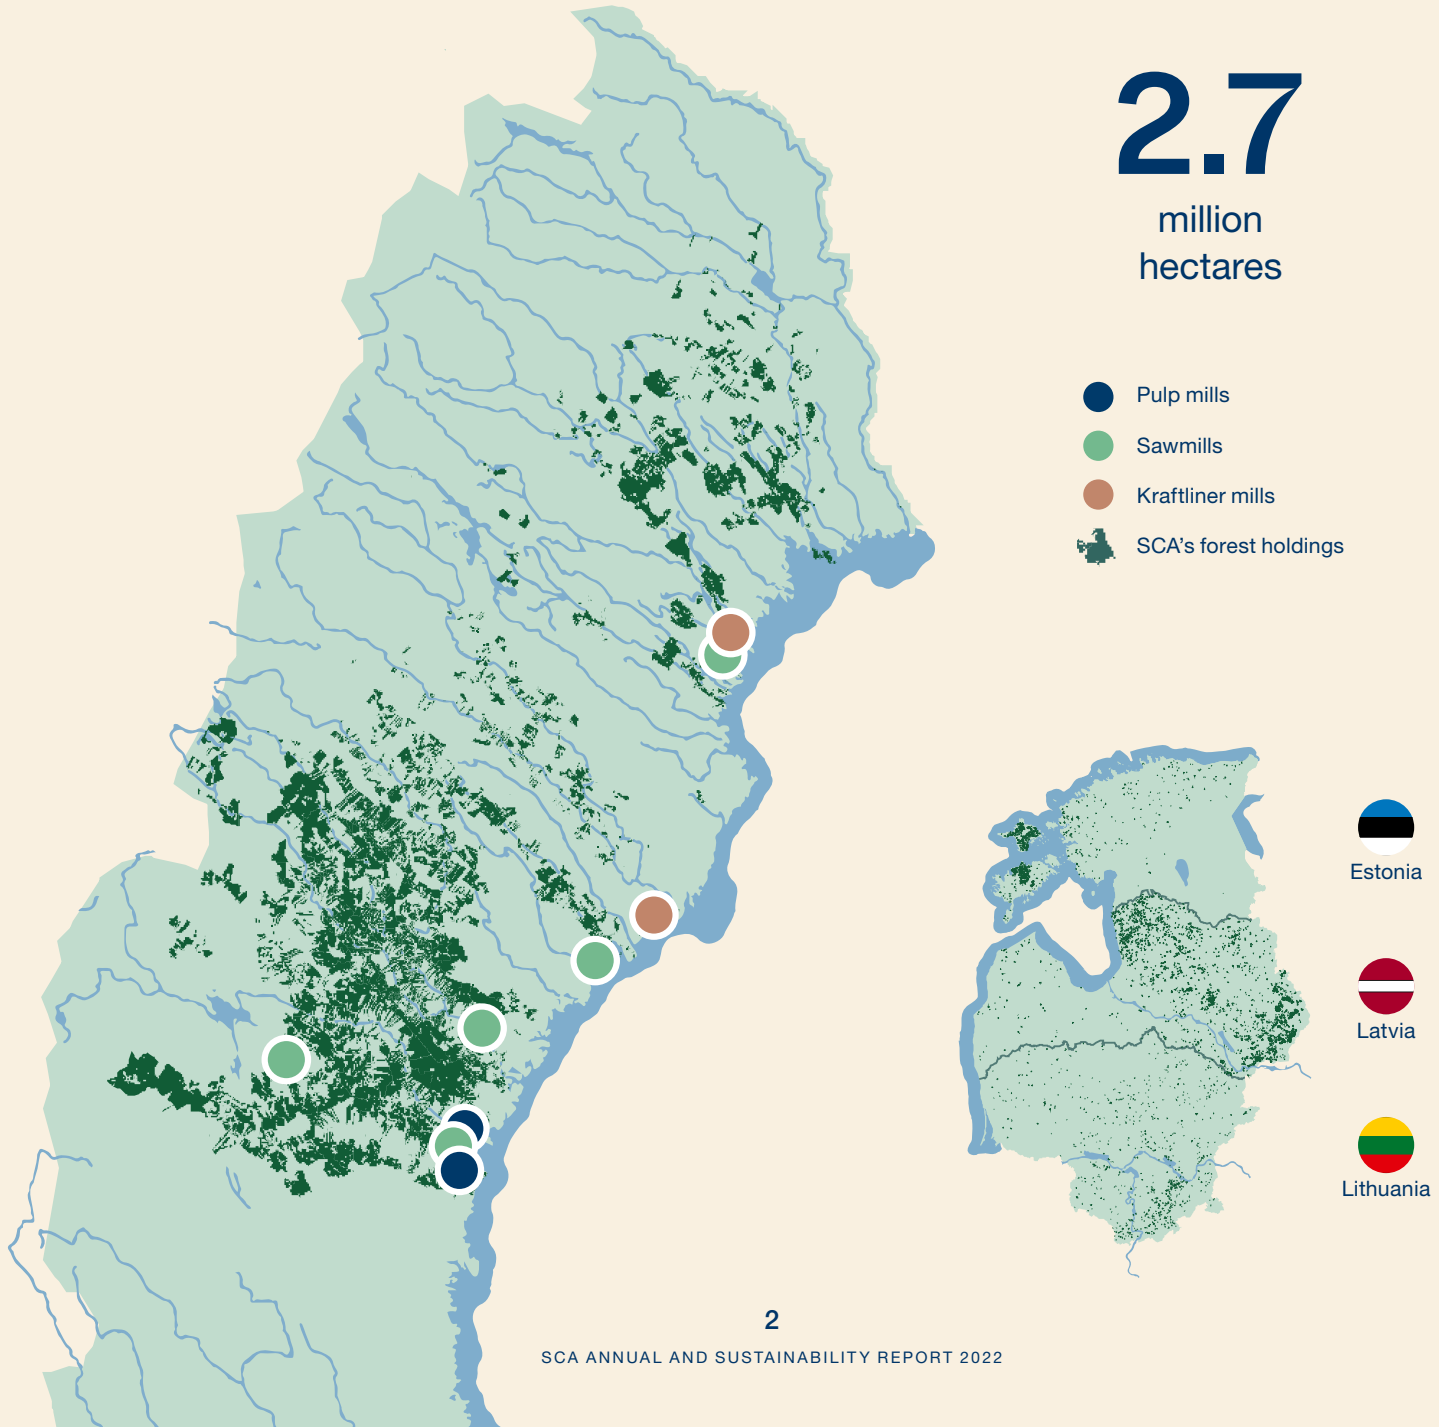 2.7
million
hectares
Pulp mills
Sawmills
Kraftliner mills
SCA’s forest holdings
Estonia
Latvia
Lithuania
2
SCA ANNUAL AND SUSTAINABILITY REPORT 2022